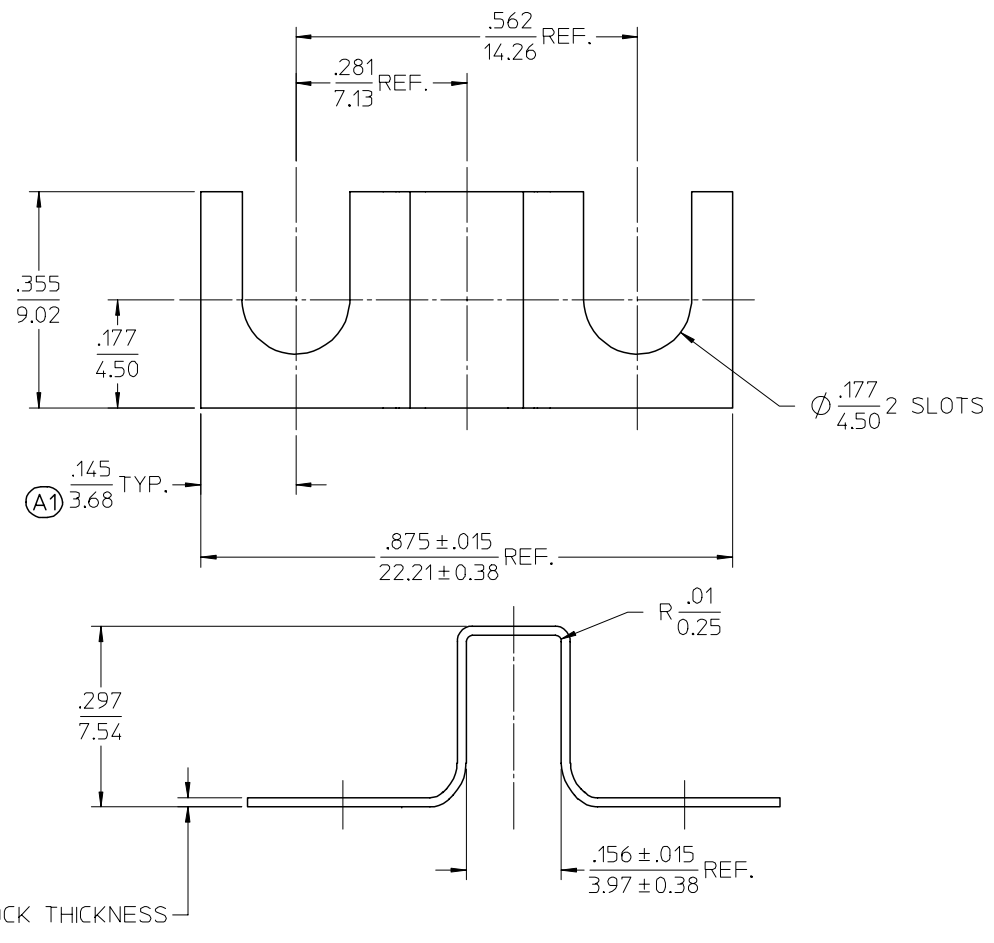 .562
14.26 REF.
.281
7.13 REF.
.355
9.02
.177
4.50
Ø .177
4.50 2 SLOTS
A1 .145
3.68 TYP.
.875±.015
22.21±0.38 REF.
R .01
0.25
.297
7.54
.156±.015
3.97±0.38 REF.
THICKNESS